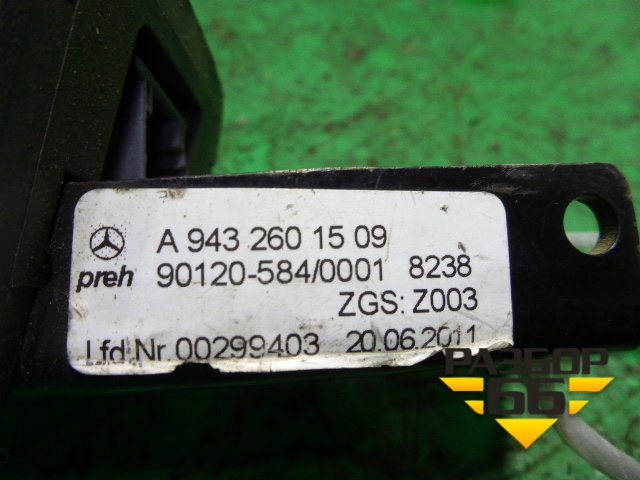 A 943 260 15 09
preh 90120-584/0001 8238
ZGS: Z003
Lfd Nr. 00299403 20.06.2011
РАЗБОР
66